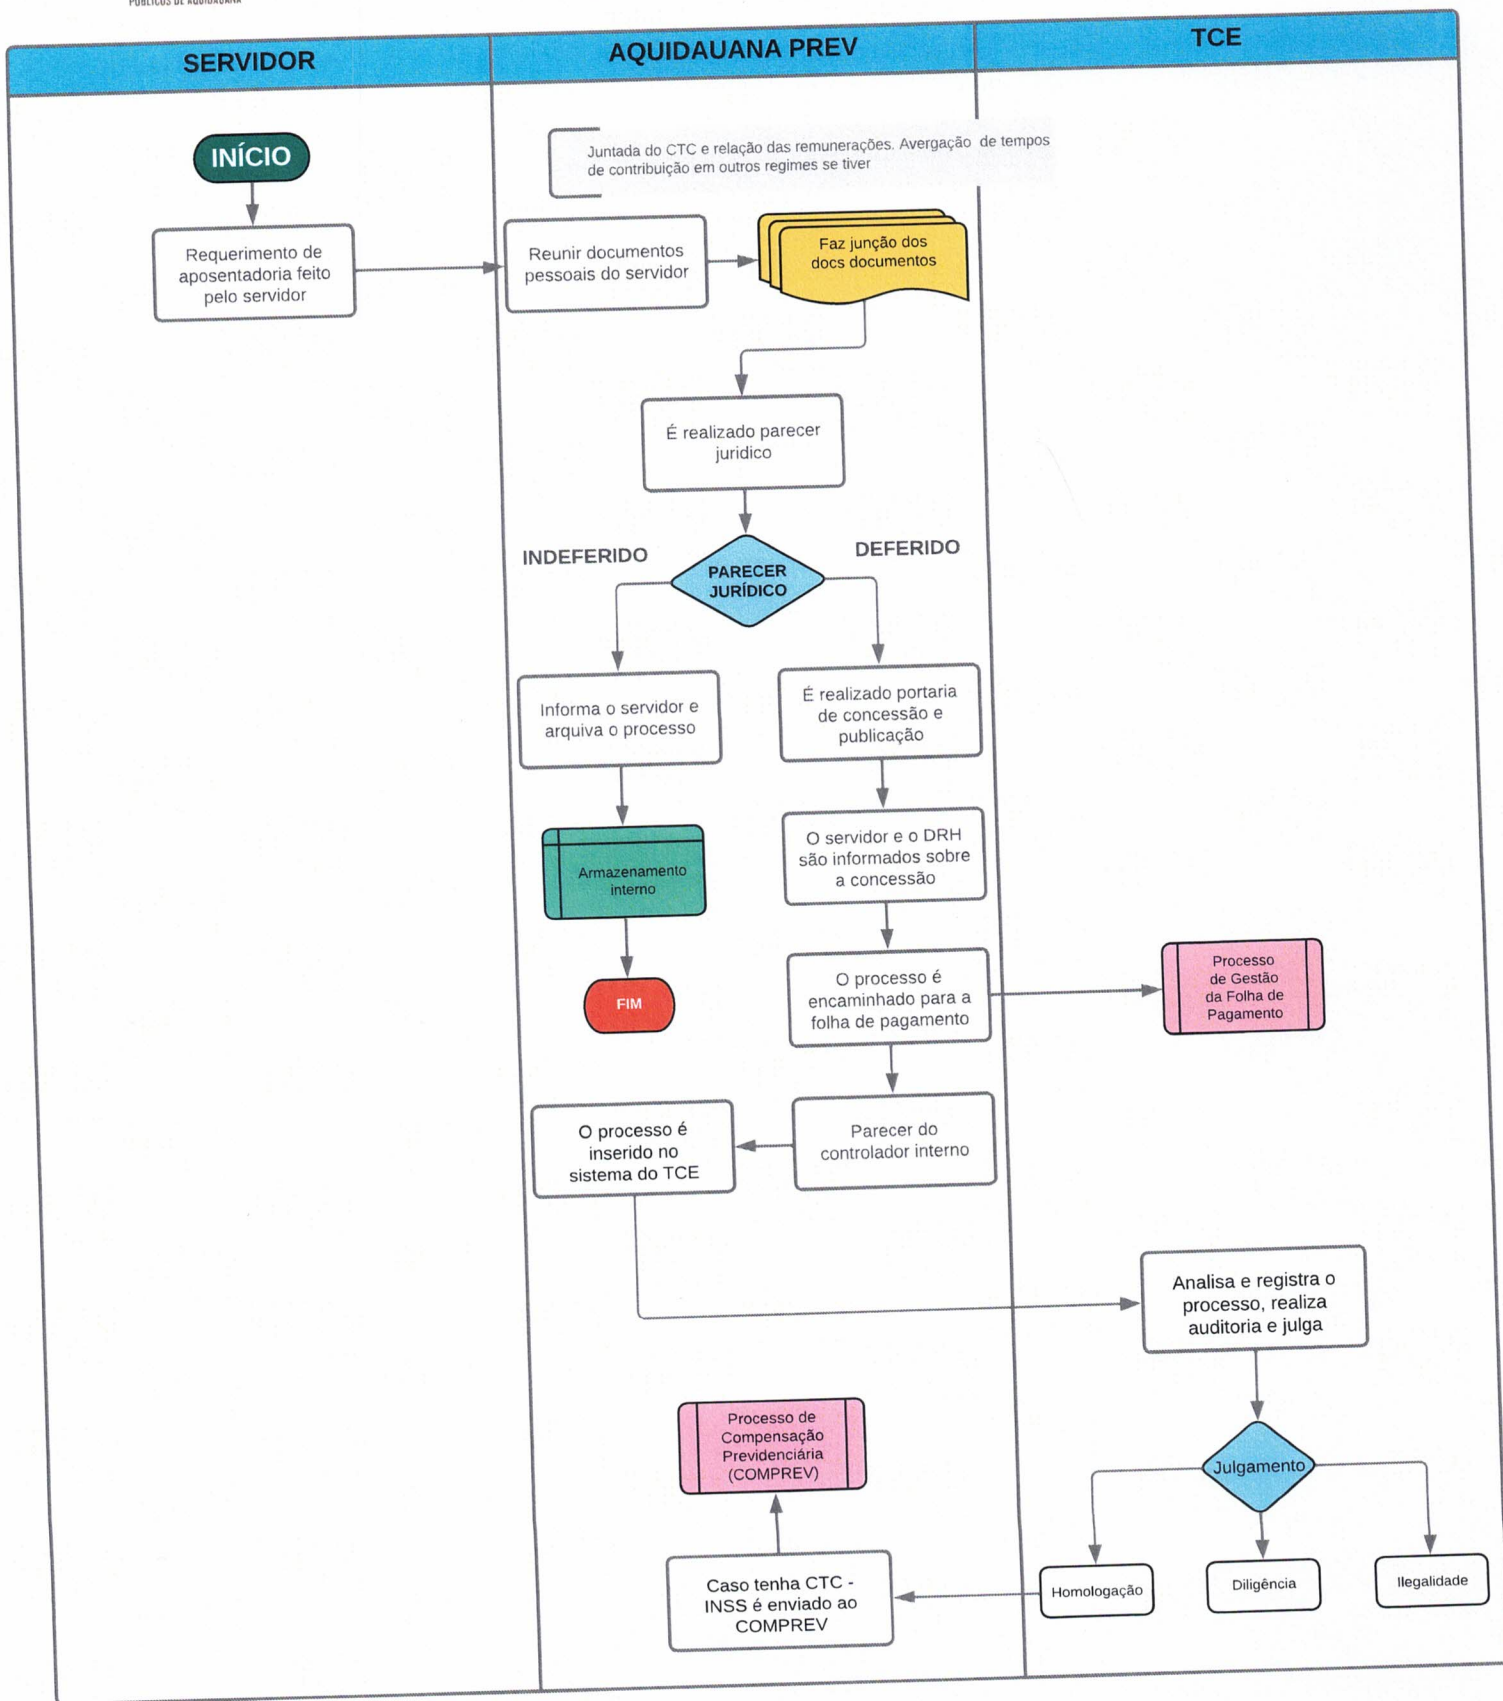 PÚBLICOS DE AQUIDAUANA
SERVIDOR
AQUIDAUANA PREV
TCE
INÍCIO
Juntada do CTC e relação das remunerações. Avergação de tempos
de contribuição em outros regimes se tiver
Requerimento de
aposentadoria feito
pelo servidor
Reunir documentos
pessoais do servidor
Faz junção dos
docs documentos
É realizado parecer
juridico
INDEFERIDO
PARECER
JURÍDICO
DEFERIDO
Informa o servidor e
arquiva o processo
É realizado portaria
de concessão e
publicação
Armazenamento
interno
O servidor e o DRH
são informados sobre
a concessão
FIM
O processo é
encaminhado para a
folha de pagamento
Processo
de Gestão
da Folha de
Pagamento
O processo é
inserido no
sistema do TCE
Parecer do
controlador interno
Analisa e registra o
processo, realiza
auditoria e julga
Processo de
Compensação
Previdenciária
(COMPREV)
Julgamento
Caso tenha CTC -
INSS é enviado ao
COMPREV
Homologação
Diligência
Ilegalidade